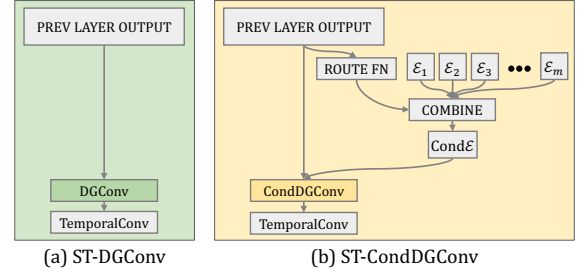 PREV LAYER OUTPUT
DGConv
TemporalConv
(a) ST-DGConv
PREV LAYER OUTPUT
ROUTE FN
ℰ1 ℰ2 ℰ3 ••• ℰm
COMBINE
Condℰ
CondDGConv
TemporalConv
(b) ST-CondDGConv